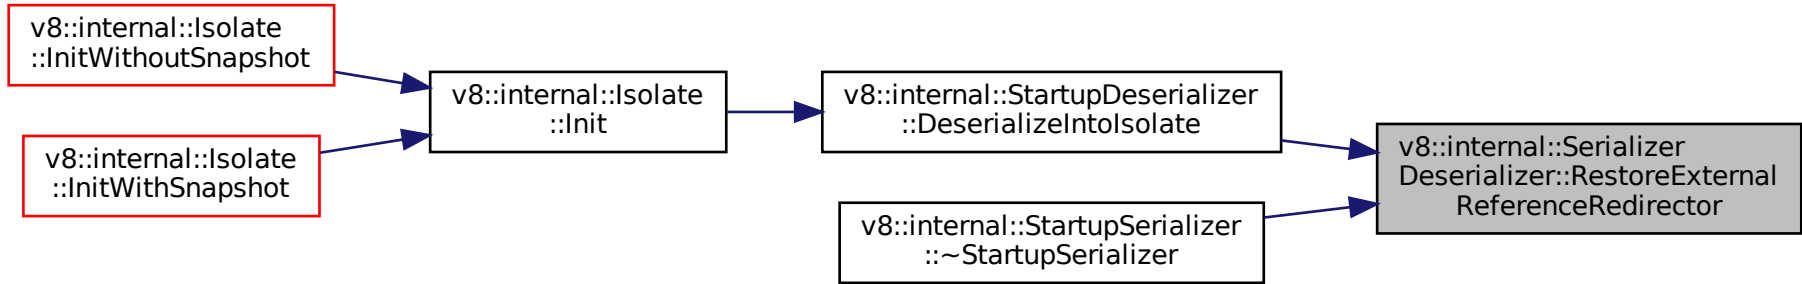 v8::internal::Isolate
::InitWithoutSnapshot
v8::internal::Isolate
::InitWithSnapshot
v8::internal::Isolate
::Init
v8::internal::StartupDeserializer
::DeserializeIntoIsolate
v8::internal::StartupSerializer
::~StartupSerializer
v8::internal::Serializer
Deserializer::RestoreExternal
ReferenceRedirector